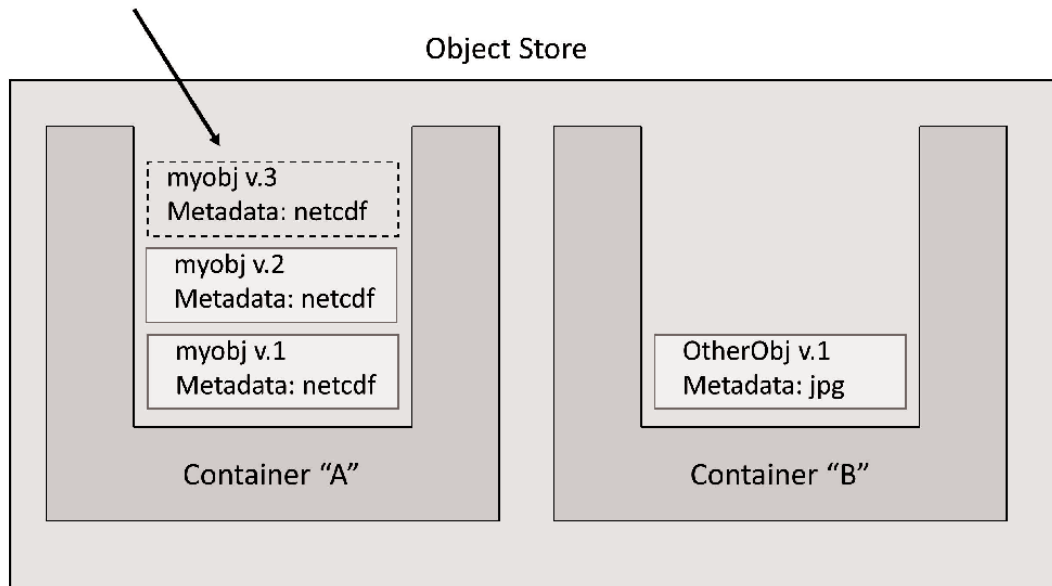 Object Store
myobj v.3
Metadata: netcdf
myobj v.2
Metadata: netcdf
myobj v.1
Metadata: netcdf
Container “A”
OtherObj v.1
Metadata: jpg
Container “B”